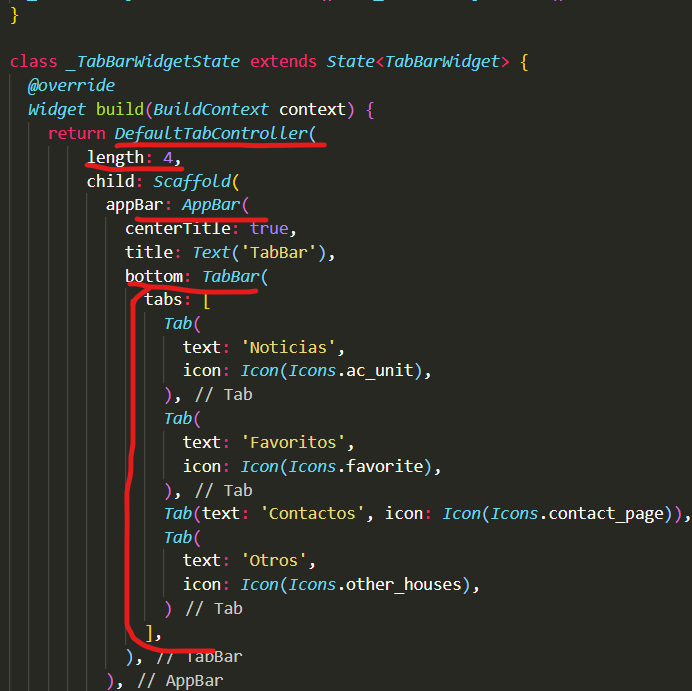 }
class _TabBarWidgetState extends State<TabBarWidget> {
@override
Widget build(BuildContext context) {
return DefaultTabController(
length: 4,
child: Scaffold(
appBar: AppBar(
centerTitle: true,
title: Text('TabBar'),
bottom: TabBar(
tabs: [
Tab(
text: 'Noticias',
icon: Icon(Icons.ac_unit),
), // Tab
Tab(
text: 'Favoritos',
icon: Icon(Icons.favorite),
), // Tab
Tab(text: 'Contactos', icon: Icon(Icons.contact_page)),
Tab(
text: 'Otros',
icon: Icon(Icons.other_houses),
) // Tab
],
), // TabBar
), // AppBar